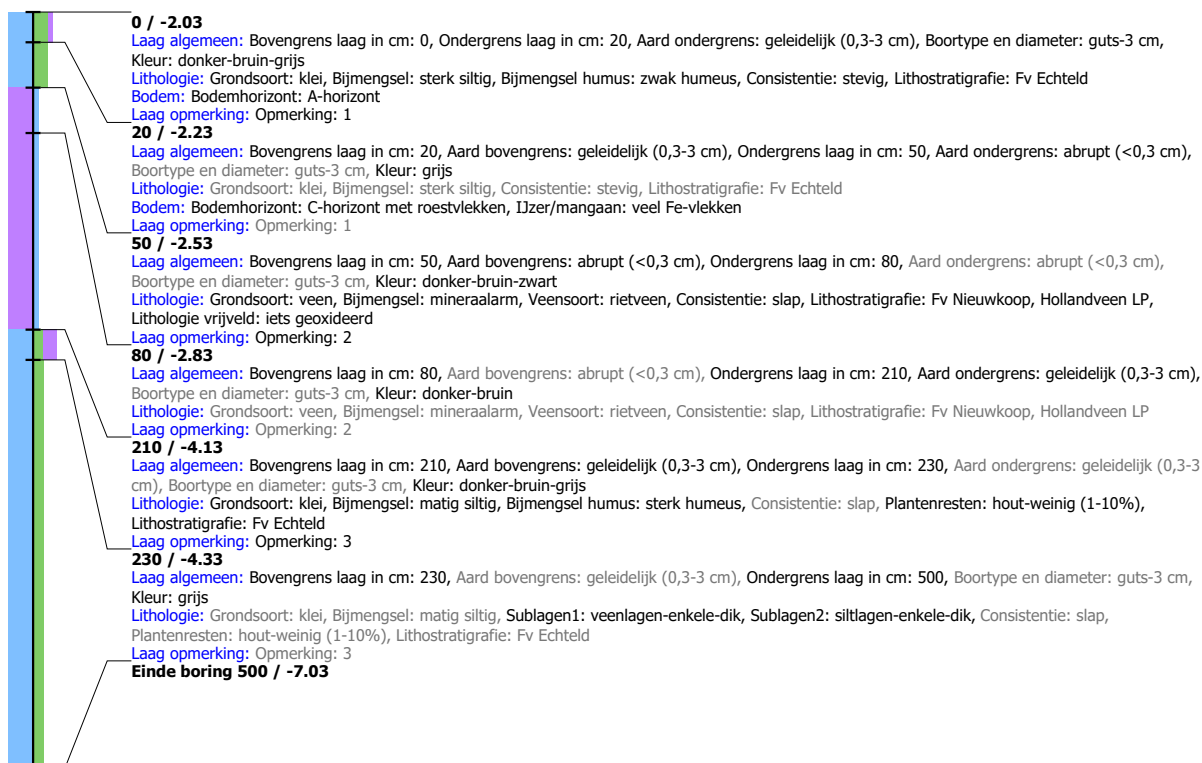 0 / -2.03
Laag algemeen: Bovengrens laag in cm: 0, Ondergrens laag in cm: 20, Aard ondergrens: geleidelijk (0,3-3 cm), Boortype en diameter: guts-3 cm,
Kleur: donker-bruin-grijs
Lithologie: Grondsoort: klei, Bijmengsel: sterk siltig, Bijmengsel humus: zwak humeus, Consistentie: stevig, Lithostratigrafie: Fv Echteld
Bodem: Bodemhorizont: A-horizont
Laag opmerking: Opmerking: 1
20 / -2.23
Laag algemeen: Bovengrens laag in cm: 20, Aard bovengrens: geleidelijk (0,3-3 cm), Ondergrens laag in cm: 50, Aard ondergrens: abrupt (<0,3 cm),
Boortype en diameter: guts-3 cm, Kleur: grijs
Lithologie: Grondsoort: klei, Bijmengsel: sterk siltig, Consistentie: stevig, Lithostratigrafie: Fv Echteld
Bodem: Bodemhorizont: C-horizont met roestvlekken, IJzer/mangaan: veel Fe-vlekken
Laag opmerking: Opmerking: 1
50 / -2.53
Laag algemeen: Bovengrens laag in cm: 50, Aard bovengrens: abrupt (<0,3 cm), Ondergrens laag in cm: 80, Aard ondergrens: abrupt (<0,3 cm),
Boortype en diameter: guts-3 cm, Kleur: donker-bruin-zwart
Lithologie: Grondsoort: veen, Bijmengsel: mineraalarm, Veensoort: rietveen, Consistentie: slap, Lithostratigrafie: Fv Nieuwkoop, Hollandveen LP,
Lithologie vrijveld: iets geoxideerd
Laag opmerking: Opmerking: 2
80 / -2.83
Laag algemeen: Bovengrens laag in cm: 80, Aard bovengrens: abrupt (<0,3 cm), Ondergrens laag in cm: 210, Aard ondergrens: geleidelijk (0,3-3 cm),
Boortype en diameter: guts-3 cm, Kleur: donker-bruin
Lithologie: Grondsoort: veen, Bijmengsel: mineraalarm, Veensoort: rietveen, Consistentie: slap, Lithostratigrafie: Fv Nieuwkoop, Hollandveen LP
Laag opmerking: Opmerking: 2
210 / -4.13
Laag algemeen: Bovengrens laag in cm: 210, Aard bovengrens: geleidelijk (0,3-3 cm), Ondergrens laag in cm: 230, Aard ondergrens: geleidelijk (0,3-3
cm), Boortype en diameter: guts-3 cm, Kleur: donker-bruin-grijs
Lithologie: Grondsoort: klei, Bijmengsel: matig siltig, Bijmengsel humus: sterk humeus, Consistentie: slap, Plantenresten: hout-weinig (1-10%),
Lithostratigrafie: Fv Echteld
Laag opmerking: Opmerking: 3
230 / -4.33
Laag algemeen: Bovengrens laag in cm: 230, Aard bovengrens: geleidelijk (0,3-3 cm), Ondergrens laag in cm: 500, Boortype en diameter: guts-3 cm,
Kleur: grijs
Lithologie: Grondsoort: klei, Bijmengsel: matig siltig, Sublagen1: veenlagen-enkele-dik, Sublagen2: siltlagen-enkele-dik, Consistentie: slap,
Plantenresten: hout-weinig (1-10%), Lithostratigrafie: Fv Echteld
Laag opmerking: Opmerking: 3
Einde boring 500 / -7.03